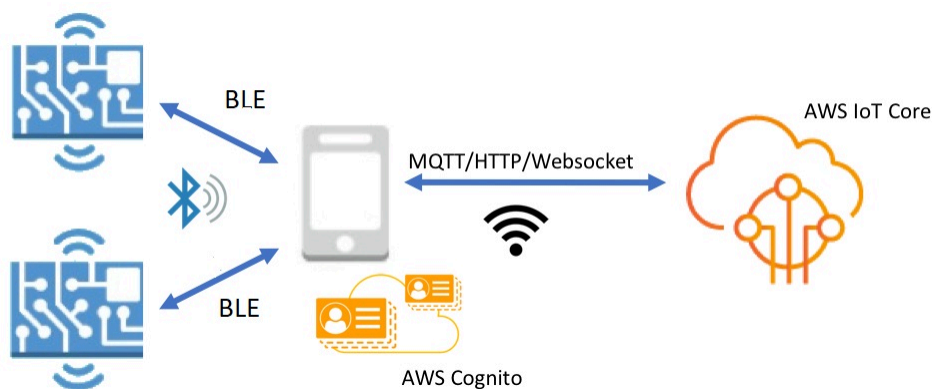 BLE
AWS IoT Core
MQTT/HTTP/Websocket
BLE
AWS Cognito